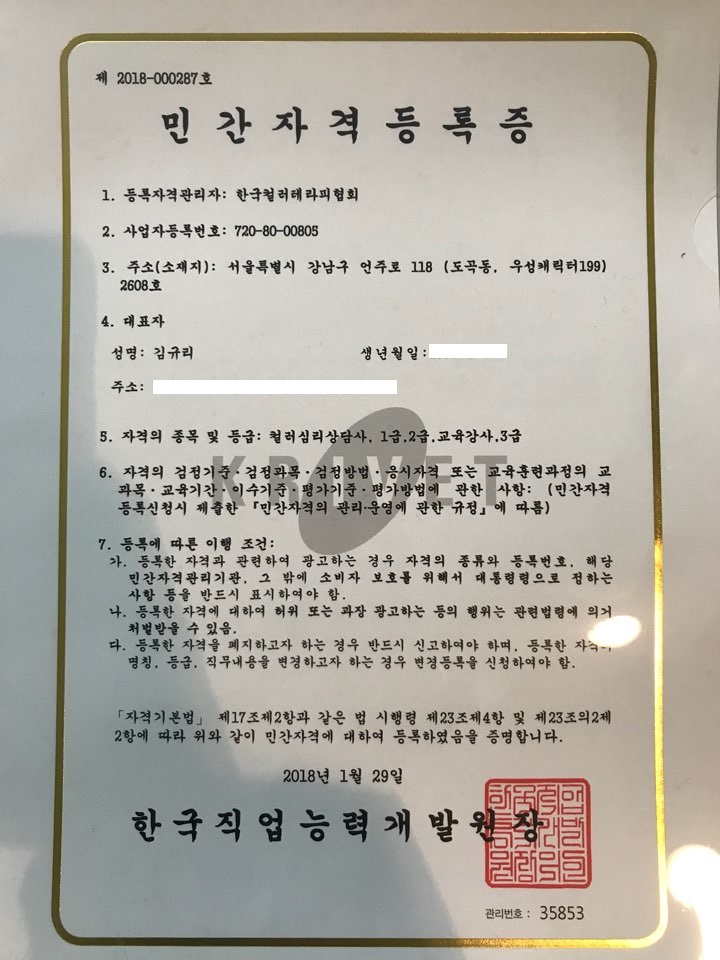 제 2018-000287호
민간자격등록증
1. 등록자격관리자: 한국컬러테라피협회
2. 사업자등록번호: 720-80-00805
3. 주소(소재지): 서울특별시 강남구 언주로 118 (도곡동, 우성캐릭터199)
2608호
4. 대표자
성명: 김규리 생년월일:
주소:
5. 자격의 종목 및 등급: 컬러심리상담사, 1급,2급,교육강사,3급
KRIVET
6. 자격의 검정기준·검정과목·검정방법·응시자격 또는 교육훈련과정의 교
과목·교육기간·이수기준·평가기준·평가방법에 관한 사항: (민간자격
등록신청시 제출한 「민간자격의 관리·운영에 관한 규정」에 따름)
7. 등록에 따른 이행 조건:
가. 등록한 자격과 관련하여 광고하는 경우 자격의 종류와 등록번호, 해당
민간자격관리기관, 그 밖에 소비자 보호를 위해서 대통령령으로 정하는
사항 등을 반드시 표시하여야 함.
나. 등록한 자격에 대하여 허위 또는 과장 광고하는 등의 행위는 관련법령에 의거
처벌받을 수 있음.
다. 등록한 자격을 폐지하고자 하는 경우 반드시 신고하여야 하며, 등록한
명칭, 등급, 직무내용을 변경하고자 하는 경우 변경등록을 신청하여야 함.
「자격기본법」 제17조제2항과 같은 법 시행령 제23조제4항 및 제23조의2제
2항에 따라 위와 같이 민간자격에 대하여 등록하였음을 증명합니다.
2018년 1월 29일
한국직업능력개발원장
관리번호 : 35853